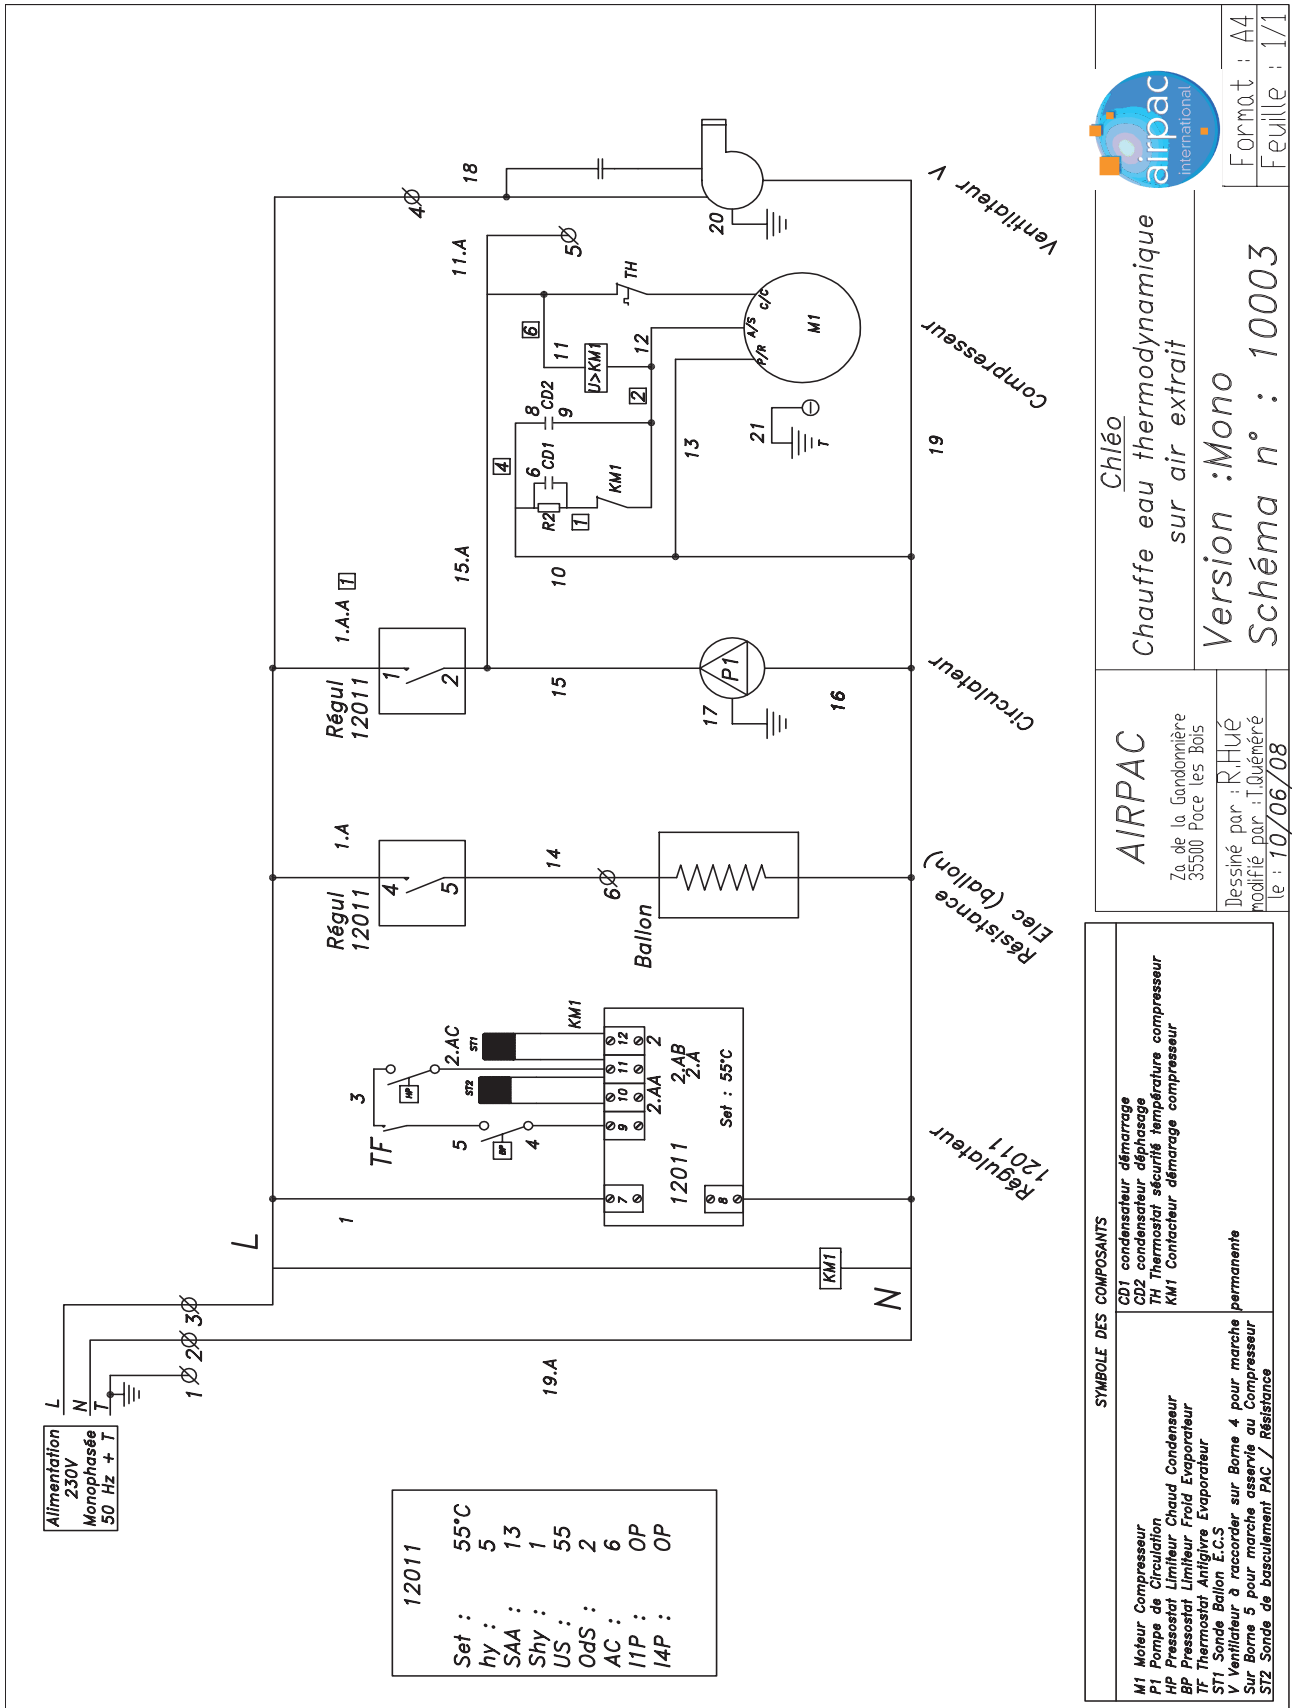 Alimentation
230V
Monophasée
50 Hz + T
L
N
T
1
2
3
L
N
19.A
KM1
12011
Set : 55°C
hy : 5
SAA : 13
Shy : 1
US : 55
OdS : 2
AC : 6
I1P : OP
I4P : OP
1
TF
3
HP
5
BP
4
2.AC
ST1
ST2
KM1
7
8
9
10
11
12
2
2.AA
2.AB
2.A
12011
Set : 55°C
Régulateur
12011
Régul
12011
1.A
4
5
14
6
Ballon
Résistance
Elec (ballon)
Régul
12011
1.A.A
1
1
2
15
P1
17
16
Circulateur
15.A
10
4
R2
6
CD1
1
KM1
8
CD2
9
2
6
11
U>KM1
12
11.A
5
TH
13
P/R
A/S
C/C
M1
21
T
19
Compresseur
4
18
20
Ventilateur V
SYMBOLE DES COMPOSANTS
M1 Moteur Compresseur
P1 Pompe de Circulation
HP Pressostat Limiteur Chaud Condenseur
BP Pressostat Limiteur Froid Evaporateur
TF Thermostat Antigivre Evaporateur
ST1 Sonde Ballon E.C.S
V Ventilateur à raccorder sur Borne 4 pour marche permanente
Sur Borne 5 pour marche asservie au Compresseur
ST2 Sonde de basculement PAC / Résistance
CD1 condensateur démarrage
CD2 condensateur déphasage
TH Thermostat sécurité température compresseur
KM1 Contacteur démarage compresseur
AIRPAC
Za de la Gandonnière
35500 Poce les Bois
Dessiné par : R.Hué
modifié par : T.Quéméré
le : 10/06/08
Chléo
Chauffe eau thermodynamique
sur air extrait
Version :Mono
Schéma n° : 10003
airpac
international
Format : A4
Feuille : 1/1